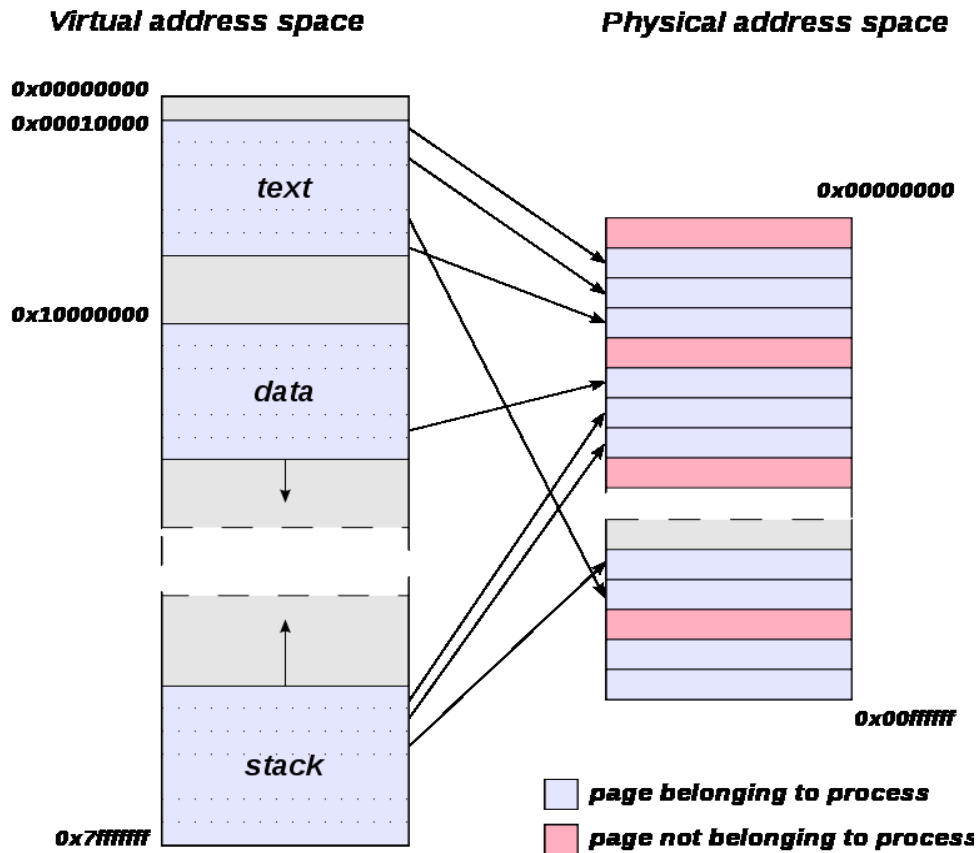 Virtual address space
Physical address space
0x00000000
0x00010000
text
0x00000000
0x10000000
data
0x00ffffff
stack
page belonging to process
0x7fffffff
page not belonging to process